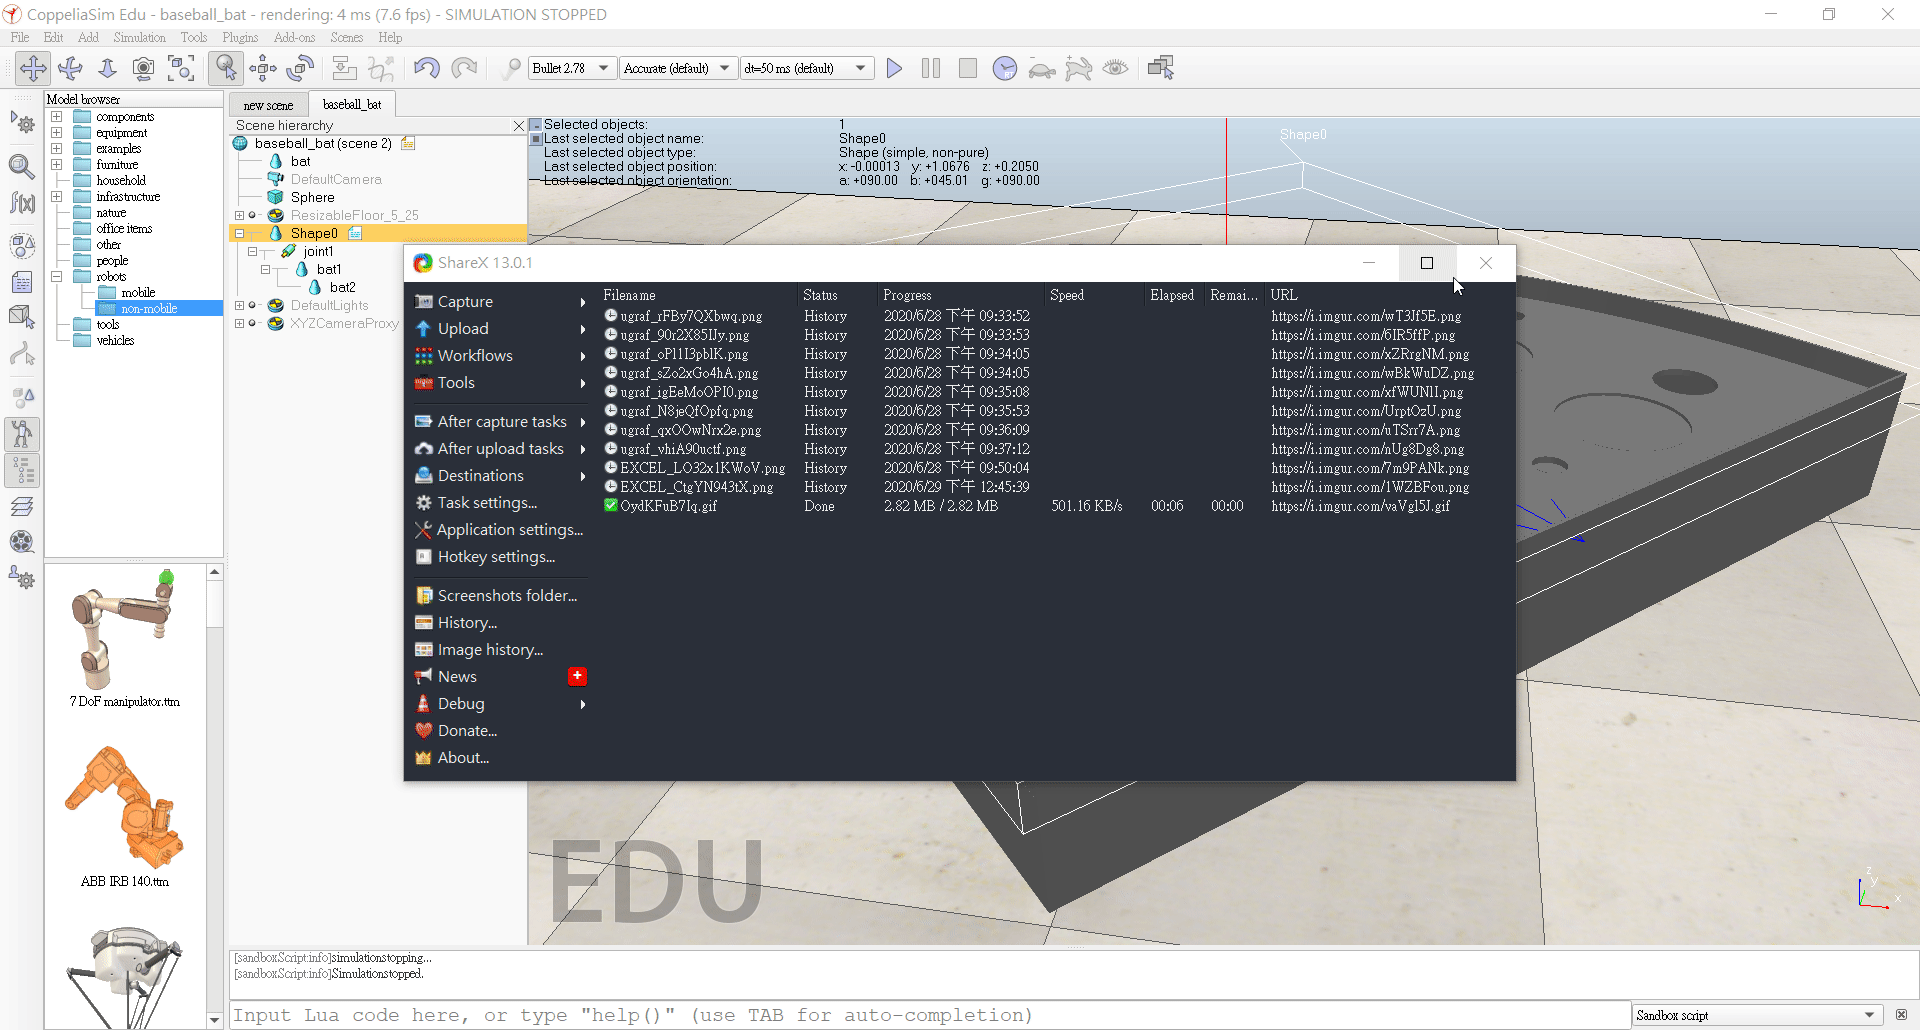 CoppeliaSim Edu - baseball_bat - rendering: 4 ms (7.6 fps) - SIMULATION STOPPED
File Edit Add Simulation Tools Plugins Add-ons Scenes Help
Bullet 2.78 Accurate (default) dt=50 ms (default)
Model browser
components
equipment
examples
furniture
household
infrastructure
nature
office items
other
people
robots
mobile
non-mobile
tools
vehicles
7 DoF manipulator.ttm
ABB IRB 140.ttm
new scene baseball_bat
Scene hierarchy
baseball_bat (scene 2)
bat
DefaultCamera
Sphere
ResizableFloor_5_25
Shape0
joint1
bat1
bat2
DefaultLights
XYZCameraProxy
Selected objects: 1
Last selected object name: Shape0
Last selected object type: Shape (simple, non-pure)
Last selected object position: x: -0.00013 y: +1.0676 z: +0.2050
Last selected object orientation: a: +090.00 b: +045.01 g: +090.00
Shape0
ShareX 13.0.1
Capture
Upload
Workflows
Tools
After capture tasks
After upload tasks
Destinations
Task settings...
Application settings...
Hotkey settings...
Screenshots folder...
History...
Image history...
News +
Debug
Donate...
About...
Filename Status Progress Speed Elapsed Remai... URL
ugraf_rFBy7QXbwq.png History 2020/6/28 下午 09:33:52 https://i.imgur.com/wT3Jf5E.png
ugraf_90r2X85IJy.png History 2020/6/28 下午 09:33:53 https://i.imgur.com/6IR5ffP.png
ugraf_oPl1I3pblK.png History 2020/6/28 下午 09:34:05 https://i.imgur.com/xZRrgNM.png
ugraf_sZo2xGo4hA.png History 2020/6/28 下午 09:34:05 https://i.imgur.com/wBkWuDZ.png
ugraf_igEeMoOPI0.png History 2020/6/28 下午 09:35:08 https://i.imgur.com/xfWUN1I.png
ugraf_N8jeQfOpfq.png History 2020/6/28 下午 09:35:53 https://i.imgur.com/UrptOzU.png
ugraf_qxOOwNrx2e.png History 2020/6/28 下午 09:36:09 https://i.imgur.com/uTSrr7A.png
ugraf_vhiA90uctf.png History 2020/6/28 下午 09:37:12 https://i.imgur.com/nUg8Dg8.png
EXCEL_LO32x1KWoV.png History 2020/6/28 下午 09:50:04 https://i.imgur.com/7m9PANk.png
EXCEL_CtgYN943tX.png History 2020/6/29 下午 12:45:39 https://i.imgur.com/1WZBFou.png
OydKFuB7Iq.gif Done 2.82 MB / 2.82 MB 501.16 KB/s 00:06 00:00 https://i.imgur.com/vaVgl5J.gif
EDU
z
y
x
[sandboxScript:info]simulationstopping...
[sandboxScript:info]Simulationstopped.
Input Lua code here, or type "help()" (use TAB for auto-completion)
Sandbox script